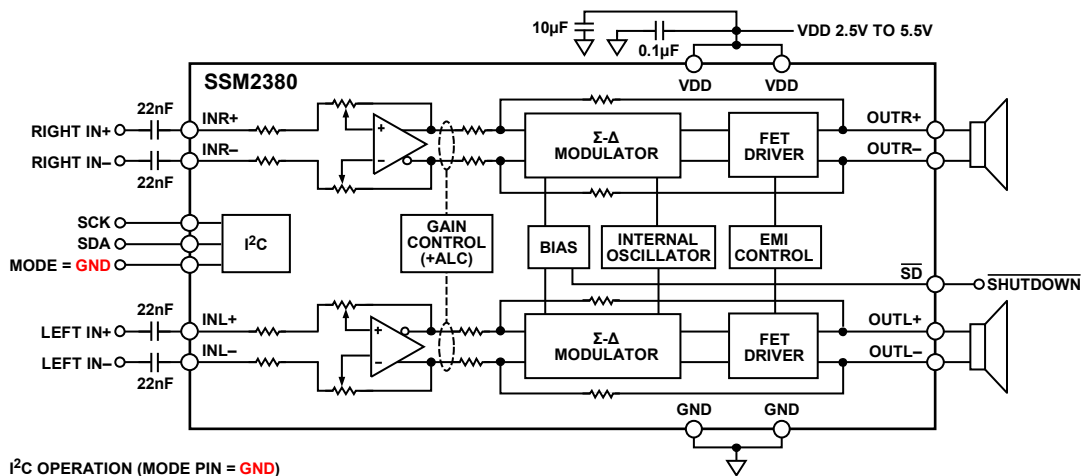 10µF
0.1µF
VDD 2.5V TO 5.5V
SSM2380
VDD
VDD
22nF
INR+
RIGHT IN+
OUTR+
Σ-Δ
MODULATOR
FET
DRIVER
RIGHT IN–
INR–
OUTR–
22nF
SCK
SDA
MODE = GND
I²C
GAIN
CONTROL
(+ALC)
BIAS
INTERNAL
OSCILLATOR
EMI
CONTROL
SD
SHUTDOWN
22nF
INL+
LEFT IN+
OUTL+
Σ-Δ
MODULATOR
FET
DRIVER
LEFT IN–
INL–
OUTL–
22nF
GND
GND
I²C OPERATION (MODE PIN = GND)